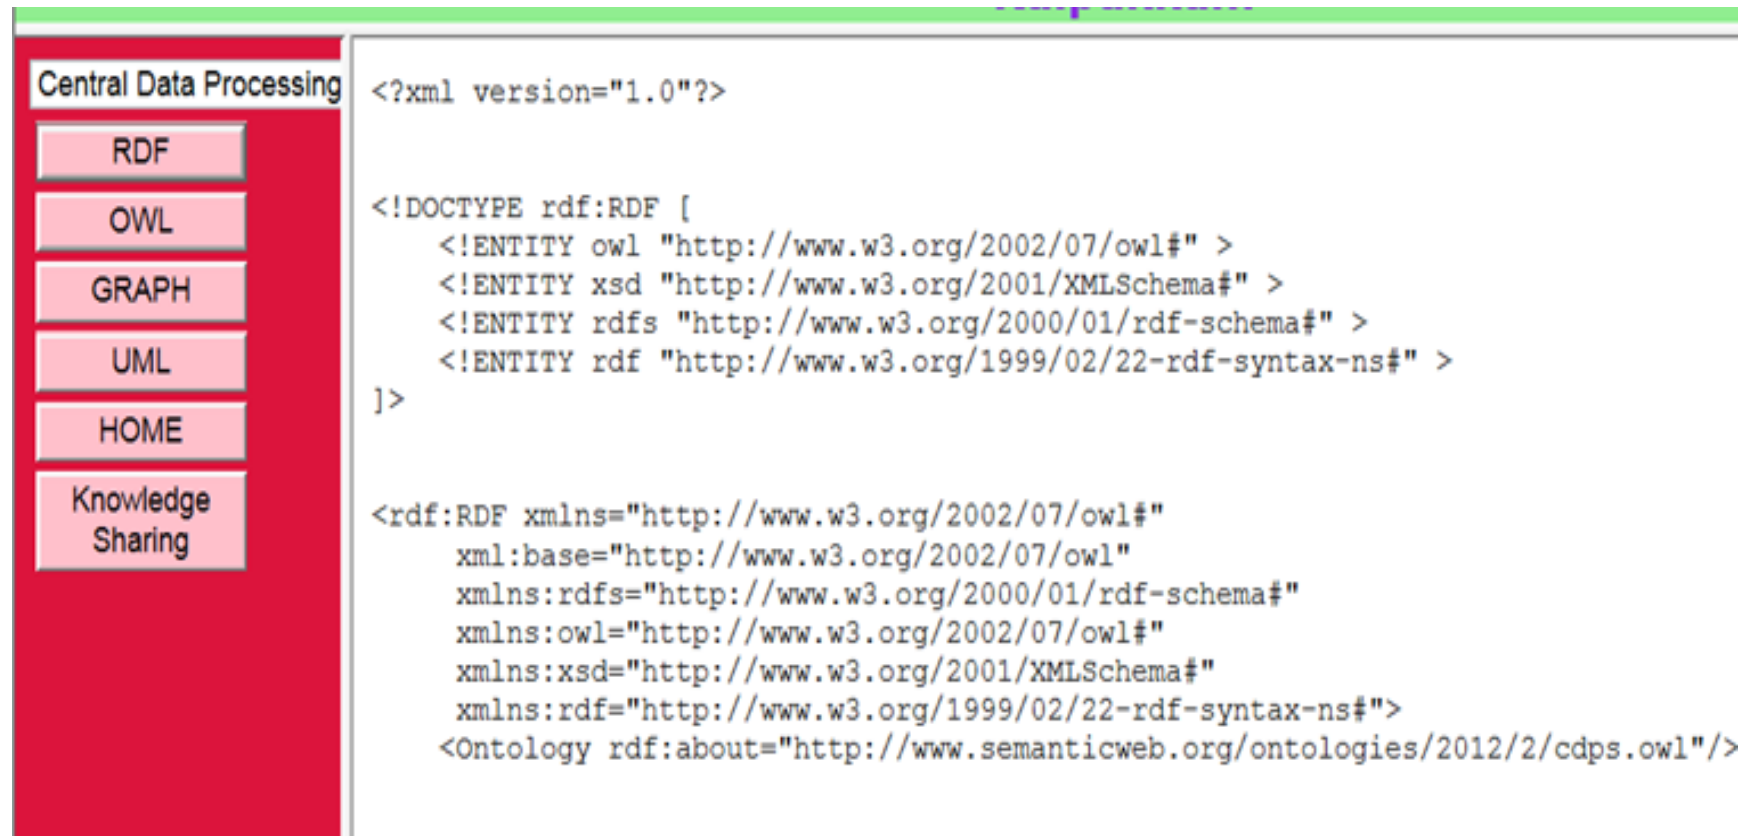 Central Data Processing
RDF
OWL
GRAPH
UML
HOME
Knowledge
Sharing
<?xml version="1.0"?>
<!DOCTYPE rdf:RDF [
    <!ENTITY owl "http://www.w3.org/2002/07/owl#" >
    <!ENTITY xsd "http://www.w3.org/2001/XMLSchema#" >
    <!ENTITY rdfs "http://www.w3.org/2000/01/rdf-schema#" >
    <!ENTITY rdf "http://www.w3.org/1999/02/22-rdf-syntax-ns#" >
]>
<rdf:RDF xmlns="http://www.w3.org/2002/07/owl#"
     xml:base="http://www.w3.org/2002/07/owl"
     xmlns:rdfs="http://www.w3.org/2000/01/rdf-schema#"
     xmlns:owl="http://www.w3.org/2002/07/owl#"
     xmlns:xsd="http://www.w3.org/2001/XMLSchema#"
     xmlns:rdf="http://www.w3.org/1999/02/22-rdf-syntax-ns#">
    <Ontology rdf:about="http://www.semanticweb.org/ontologies/2012/2/cdps.owl"/>